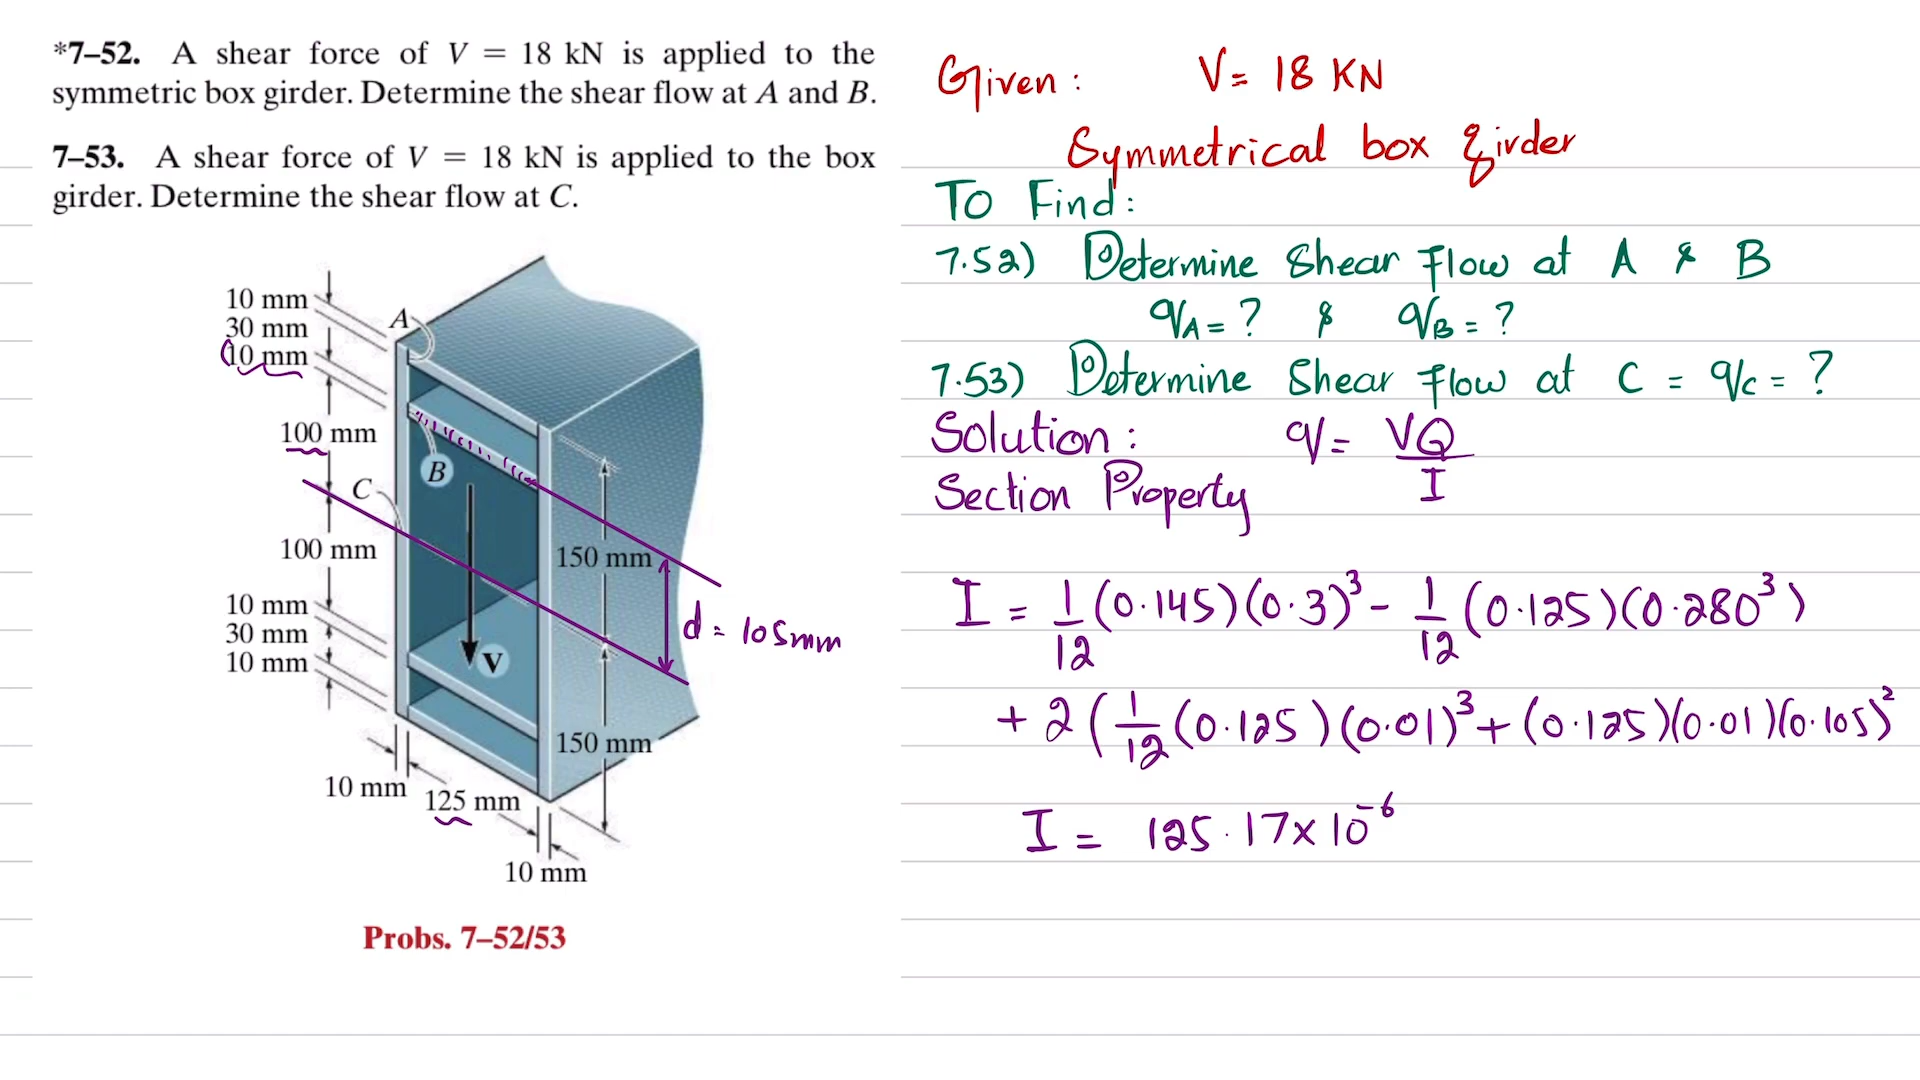 *7–52. A shear force of V = 18 kN is applied to the
symmetric box girder. Determine the shear flow at A and B.
7–53. A shear force of V = 18 kN is applied to the box
girder. Determine the shear flow at C.
10 mm
30 mm
10 mm
A
100 mm
B
C
100 mm
150 mm
d = 105mm
10 mm
30 mm
10 mm
V
150 mm
10 mm
125 mm
10 mm
Probs. 7–52/53
Given : V = 18 KN
Symmetrical box girder
To Find :
7.52) Determine Shear Flow at A & B
qA = ? & qB = ?
7.53) Determine Shear Flow at C = qc = ?
Solution : q = VQ/I
Section Property
I = 1/12 (0.145)(0.3)³ - 1/12 (0.125)(0.280³)
+ 2 ( 1/12 (0.125)(0.01)³ + (0.125)(0.01)(0.105)²
I = 125.17 x 10⁻⁶